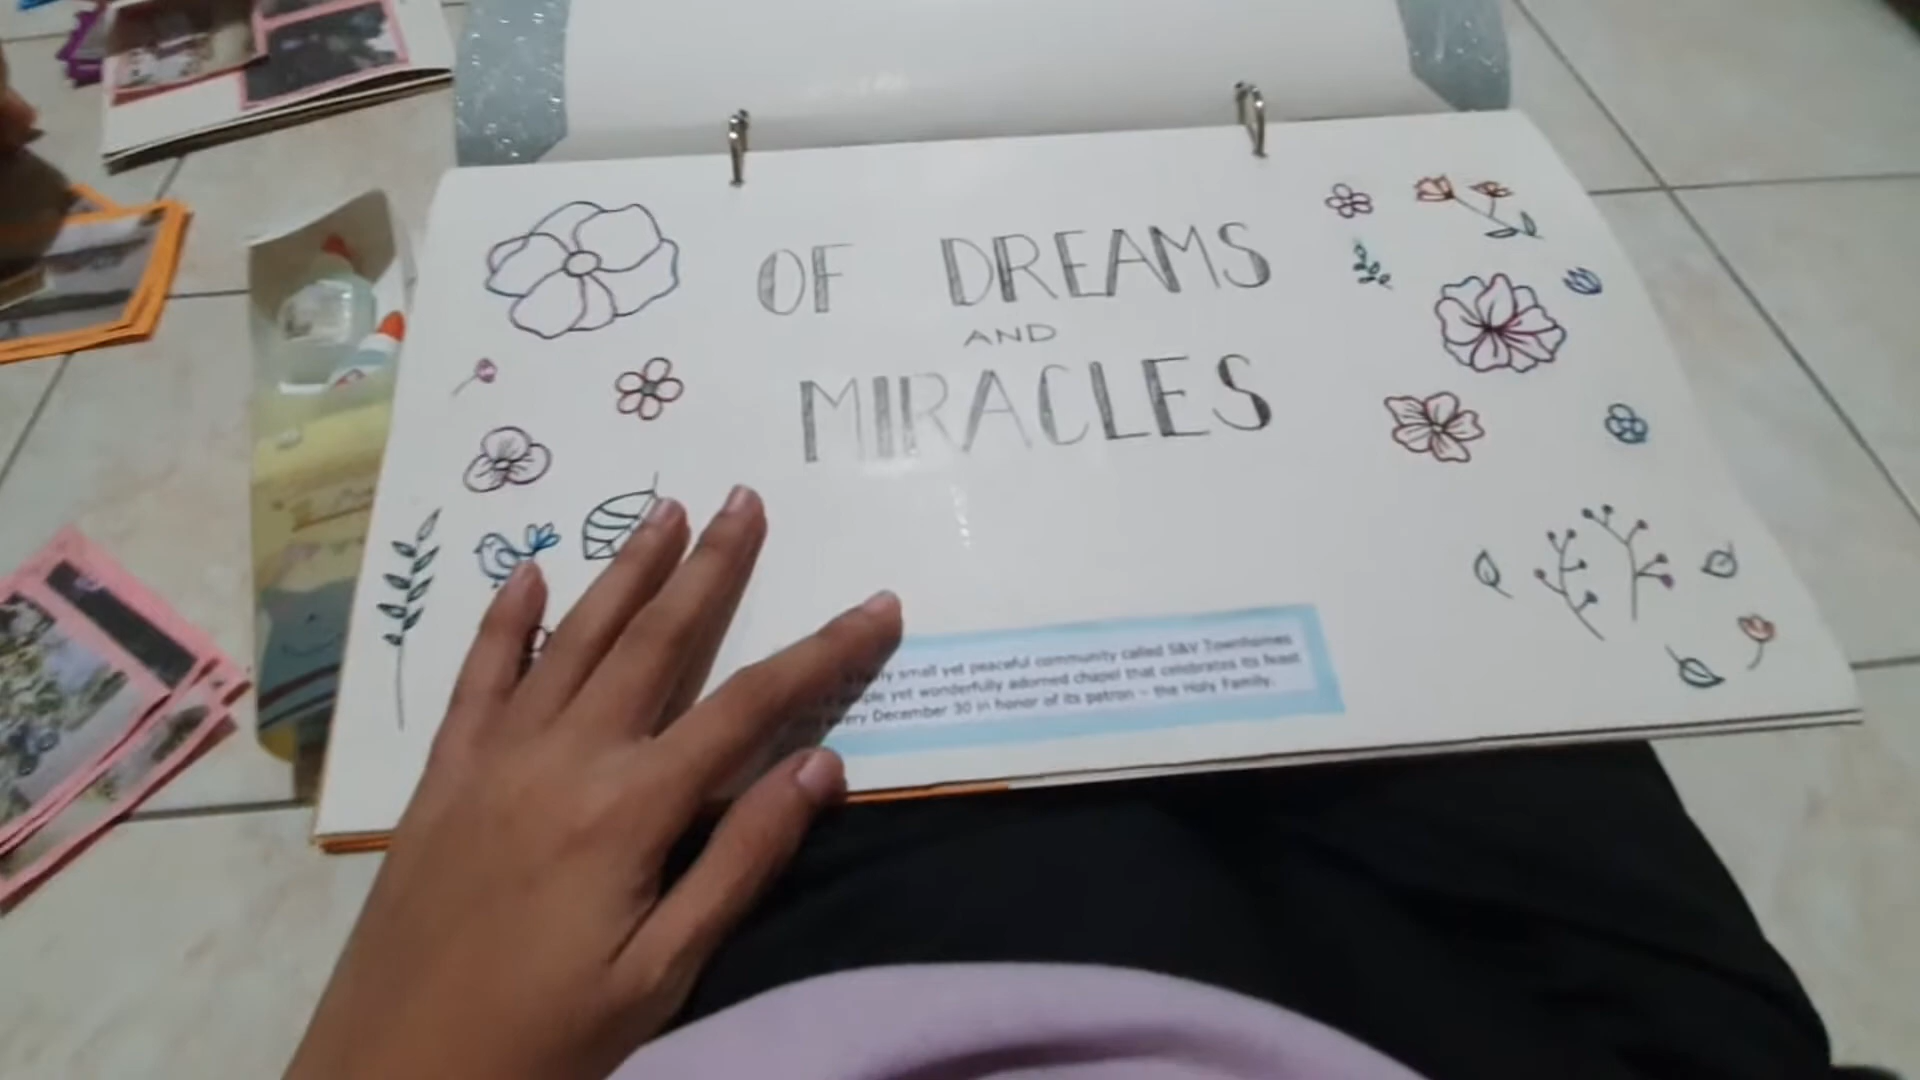 OF DREAMS
AND
MIRACLES
small yet peaceful community called S&V Townhomes
yet wonderfully adorned chapel that celebrates its feast
every December 30 in honor of its patron – the Holy Family.